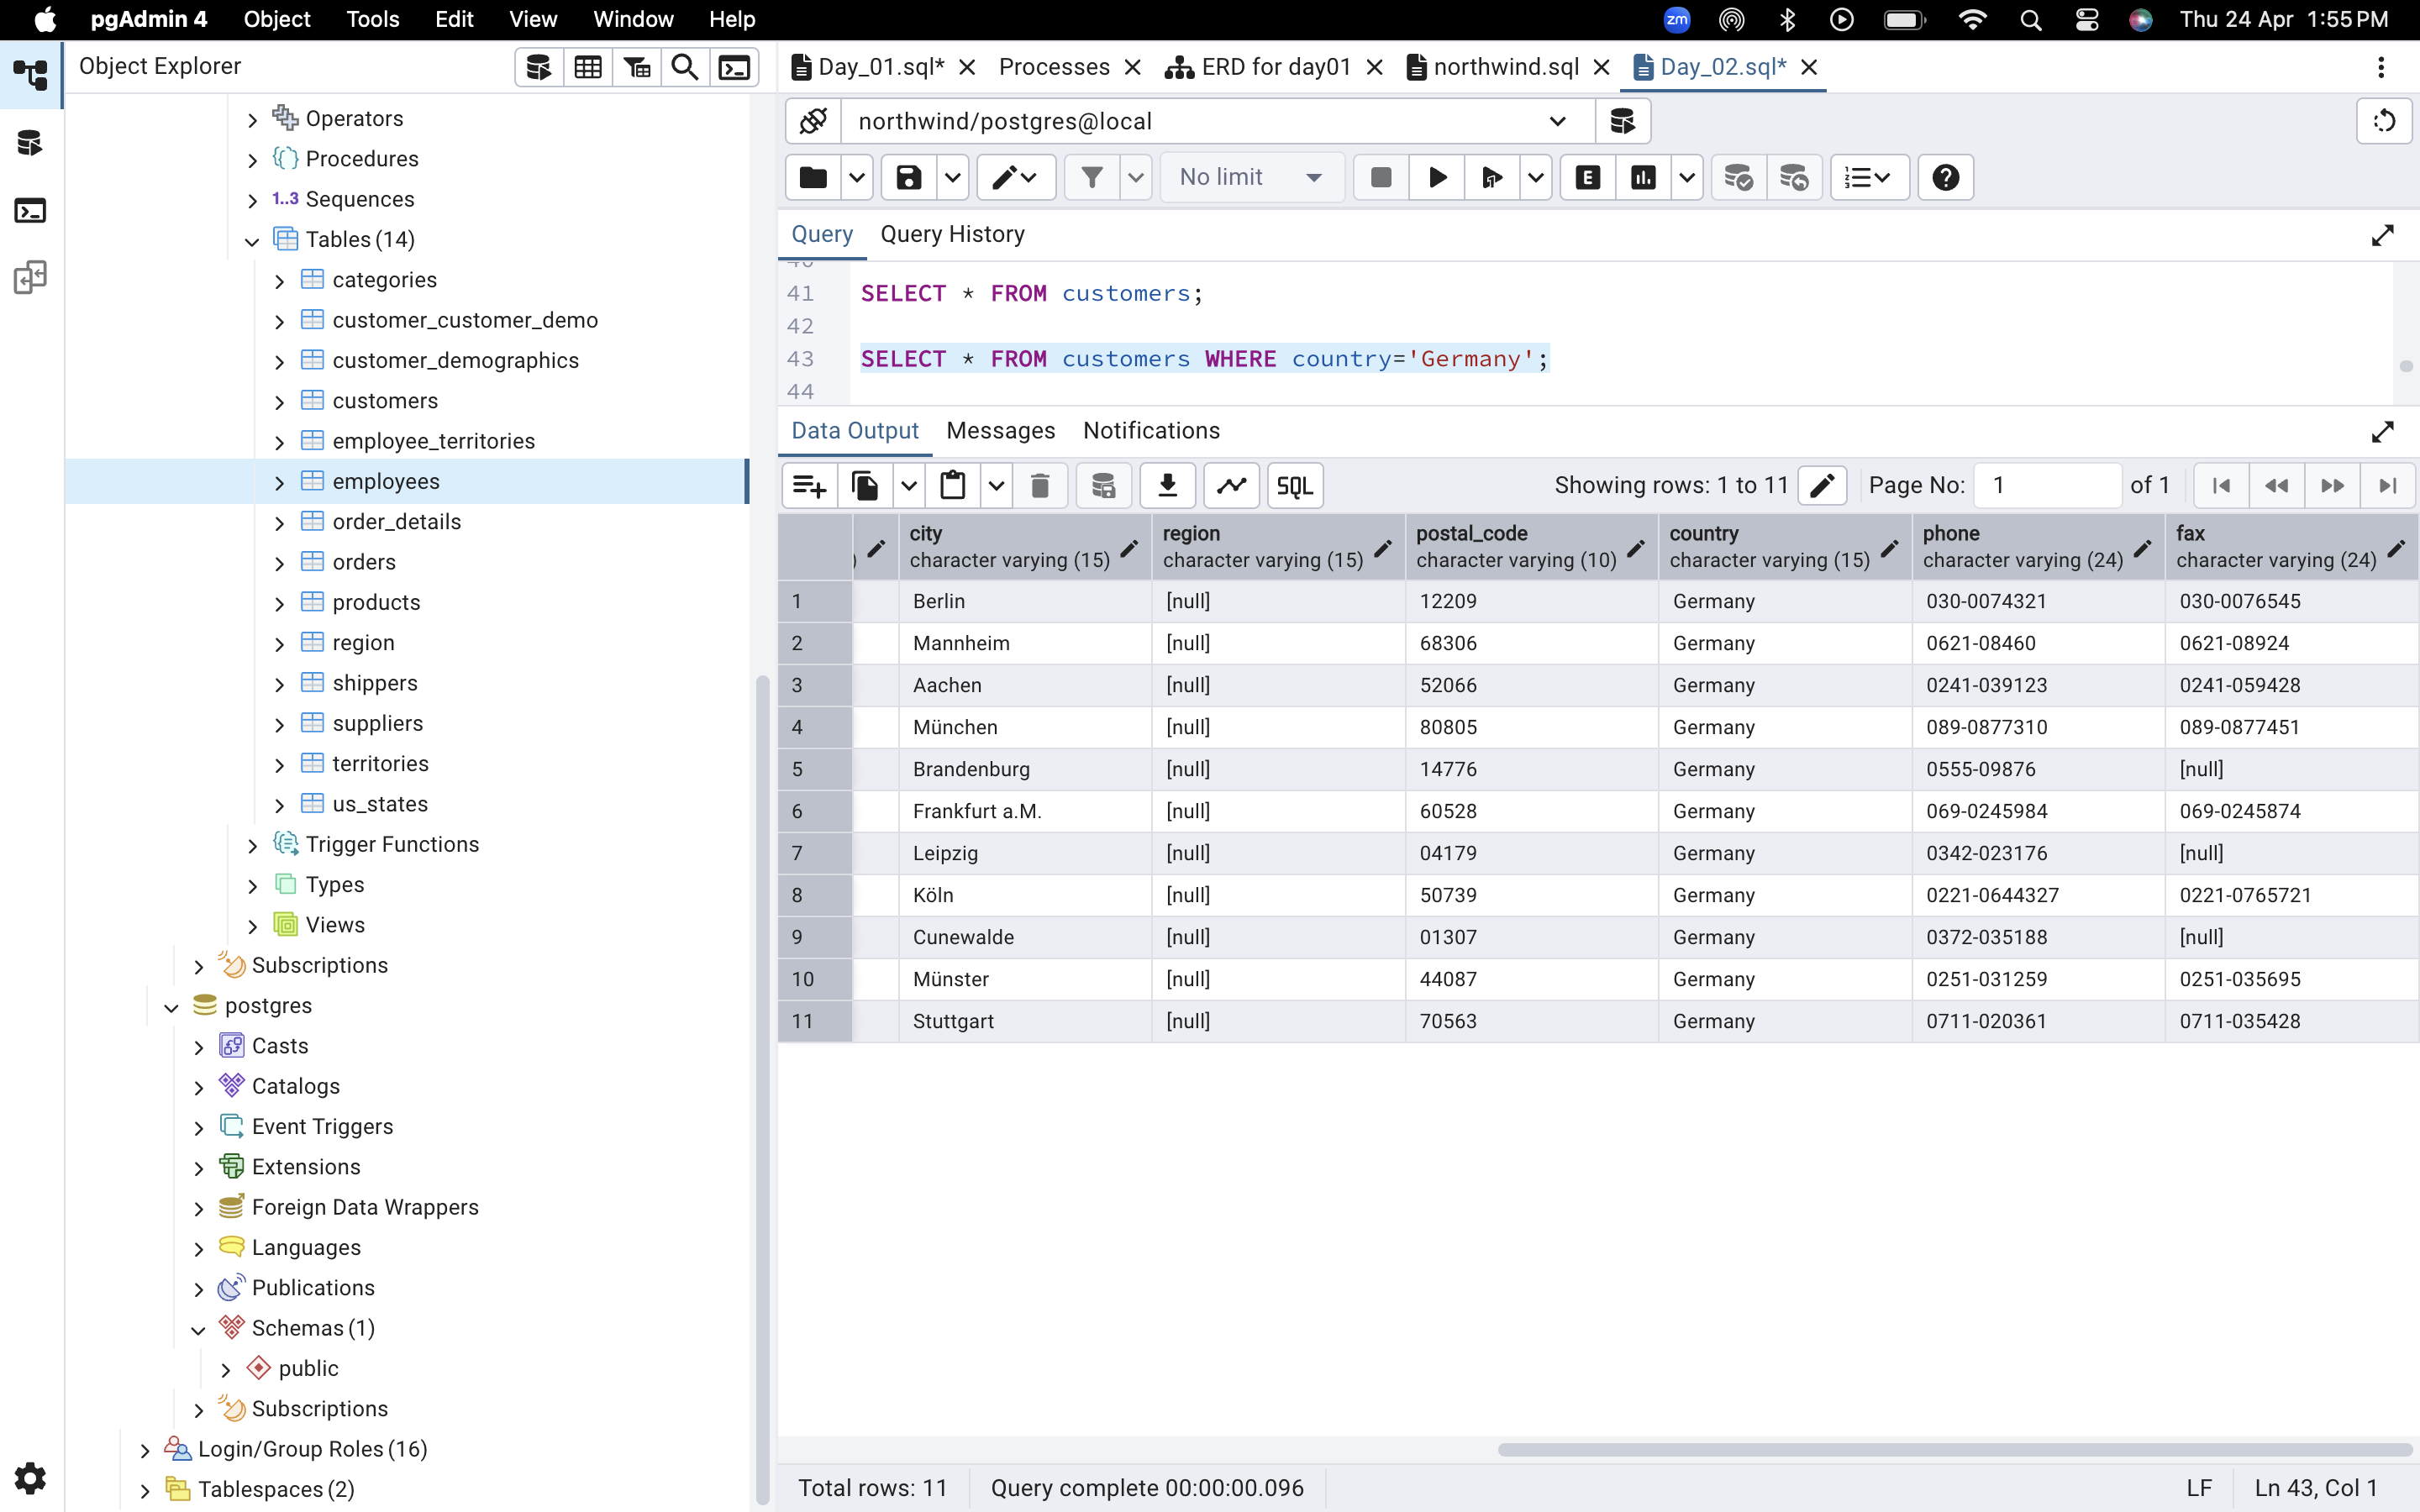 pgAdmin 4 Object Tools Edit View Window Help zm Thu 24 Apr 1:55 PM
Object Explorer
Operators
Procedures
1..3 Sequences
Tables (14)
categories
customer_customer_demo
customer_demographics
customers
employee_territories
employees
order_details
orders
products
region
shippers
suppliers
territories
us_states
Trigger Functions
Types
Views
Subscriptions
postgres
Casts
Catalogs
Event Triggers
Extensions
Foreign Data Wrappers
Languages
Publications
Schemas (1)
public
Subscriptions
Login/Group Roles (16)
Tablespaces (2)
Day_01.sql* Processes ERD for day01 northwind.sql Day_02.sql*
northwind/postgres@local
No limit E
Query Query History
40
41 SELECT * FROM customers;
42
43 SELECT * FROM customers WHERE country='Germany';
44
Data Output Messages Notifications
SQL Showing rows: 1 to 11 Page No: 1 of 1
city region postal_code country phone fax
) character varying (15) character varying (15) character varying (10) character varying (15) character varying (24) character varying (24)
1 Berlin [null] 12209 Germany 030-0074321 030-0076545
2 Mannheim [null] 68306 Germany 0621-08460 0621-08924
3 Aachen [null] 52066 Germany 0241-039123 0241-059428
4 München [null] 80805 Germany 089-0877310 089-0877451
5 Brandenburg [null] 14776 Germany 0555-09876 [null]
6 Frankfurt a.M. [null] 60528 Germany 069-0245984 069-0245874
7 Leipzig [null] 04179 Germany 0342-023176 [null]
8 Köln [null] 50739 Germany 0221-0644327 0221-0765721
9 Cunewalde [null] 01307 Germany 0372-035188 [null]
10 Münster [null] 44087 Germany 0251-031259 0251-035695
11 Stuttgart [null] 70563 Germany 0711-020361 0711-035428
Total rows: 11 Query complete 00:00:00.096 LF Ln 43, Col 1